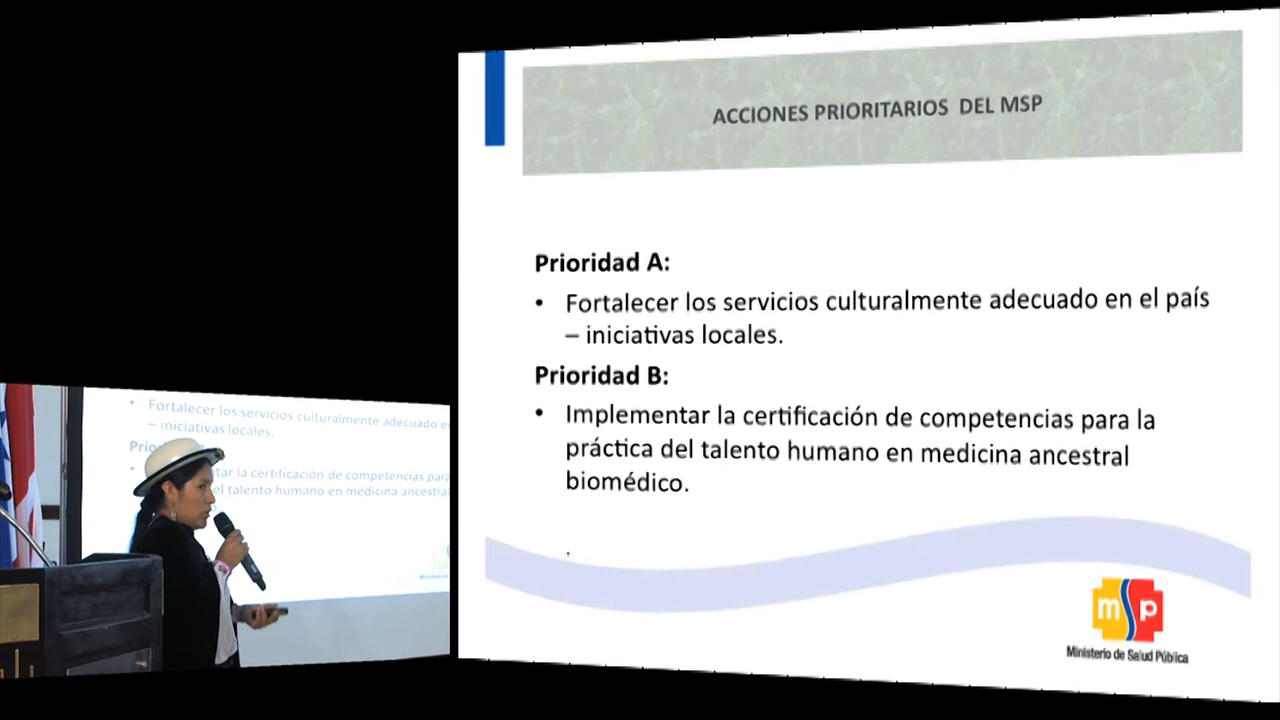 ACCIONES PRIORITARIOS DEL MSP
Prioridad A:
• Fortalecer los servicios culturalmente adecuado en el país
– iniciativas locales.
Prioridad B:
• Implementar la certificación de competencias para la
práctica del talento humano en medicina ancestral
biomédico.
.
msp
Ministerio de Salud Pública
Fortalecer los servicios culturalmente adecuado
– iniciativas locales.
la certificación de competencias para
talento humano en medicina ancestral